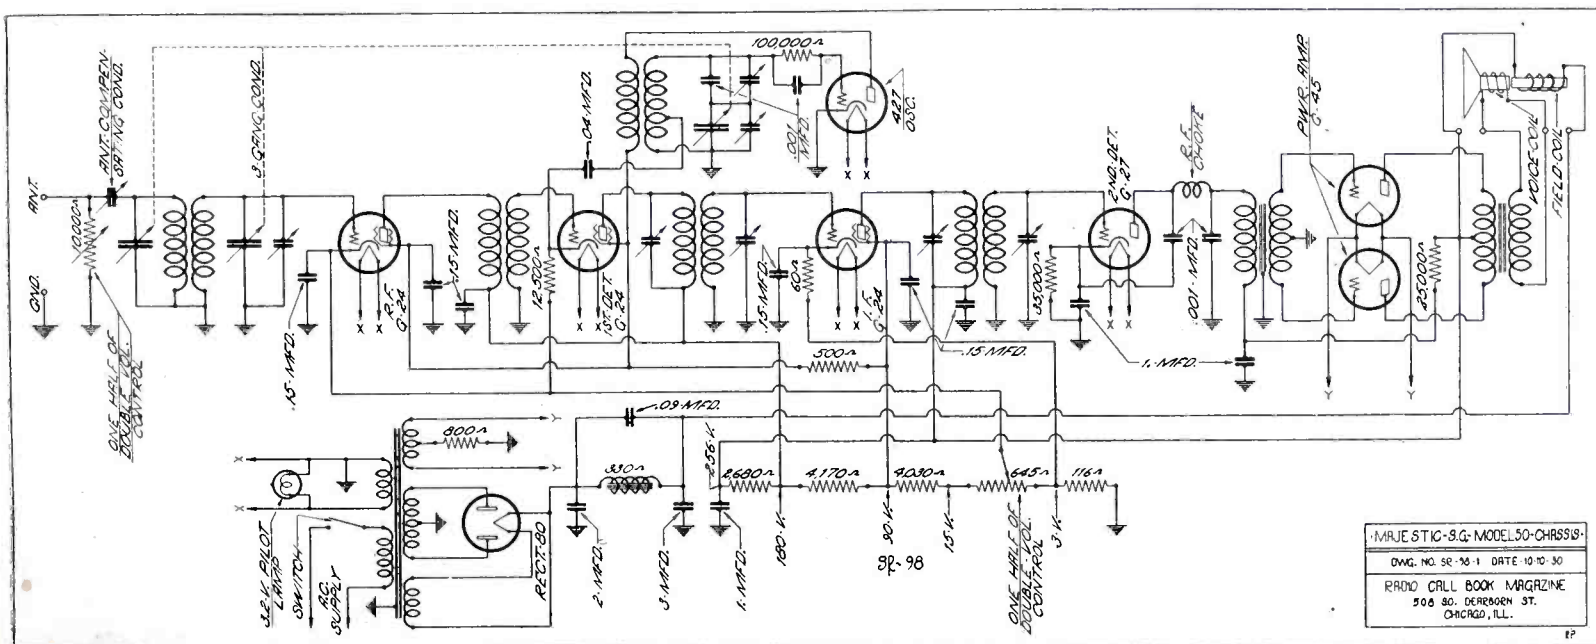 ANT.
GND.
10,000Ω
ONE HALF OF
DOUBLE VOL.
CONTROL
ANT. COMPEN-
SATING COND.
3. GANG. COND.
.15-MFD.
R.F.
G-24
.15-MFD.
12,500Ω
1ST-DET.
G-24
.04-MFD.
100,000Ω
.001
MFD.
427
OSC.
X
X
X
X
X
X
.15-MFD.
60Ω
I.F.
G-24
X
X
.15-MFD.
500Ω
35,000Ω
2ND. DET.
G-27
X
X
R.F.
CHOKE
.001-MFD.
1.-MFD.
PWR. AMP.
G-45
25,000Ω
Y
Y
VOICE-COIL
FIELD-COIL
X
X
3.2-V. PILOT
LAMP
SWITCH
A.C.
SUPPLY
800Ω
Y
Y
RECT-80
.09-MFD.
330Ω
2-MFD.
3-MFD.
1-MFD.
256-V.
2,680Ω
180-V.
4,170Ω
90-V.
4,030Ω
15-V.
645Ω
ONE HALF OF
DOUBLE-VOL.
CONTROL
3-V.
116Ω
SR-98
·MAJESTIC-S.G-MODEL50-CHASSIS·
DWG. NO. SR-98-1 DATE-10-10-30
RADIO CALL BOOK MAGAZINE
508 SO. DEARBORN ST.
CHICAGO, ILL.